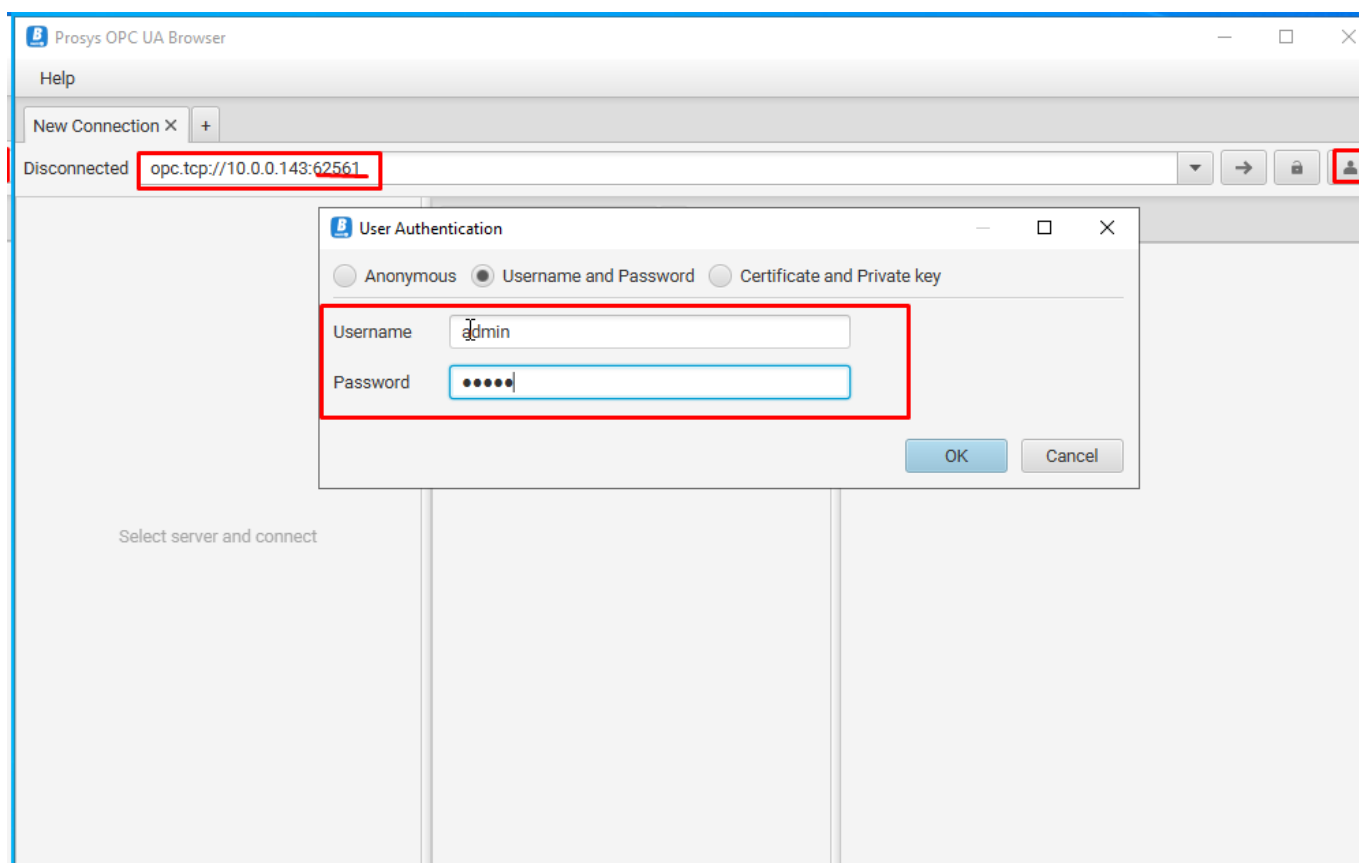 Prosys OPC UA Browser
Help
New Connection
+
Disconnected opc.tcp://10.0.0.143:62561
User Authentication
Anonymous Username and Password Certificate and Private key
Username admin
Password •••••
OK Cancel
Select server and connect